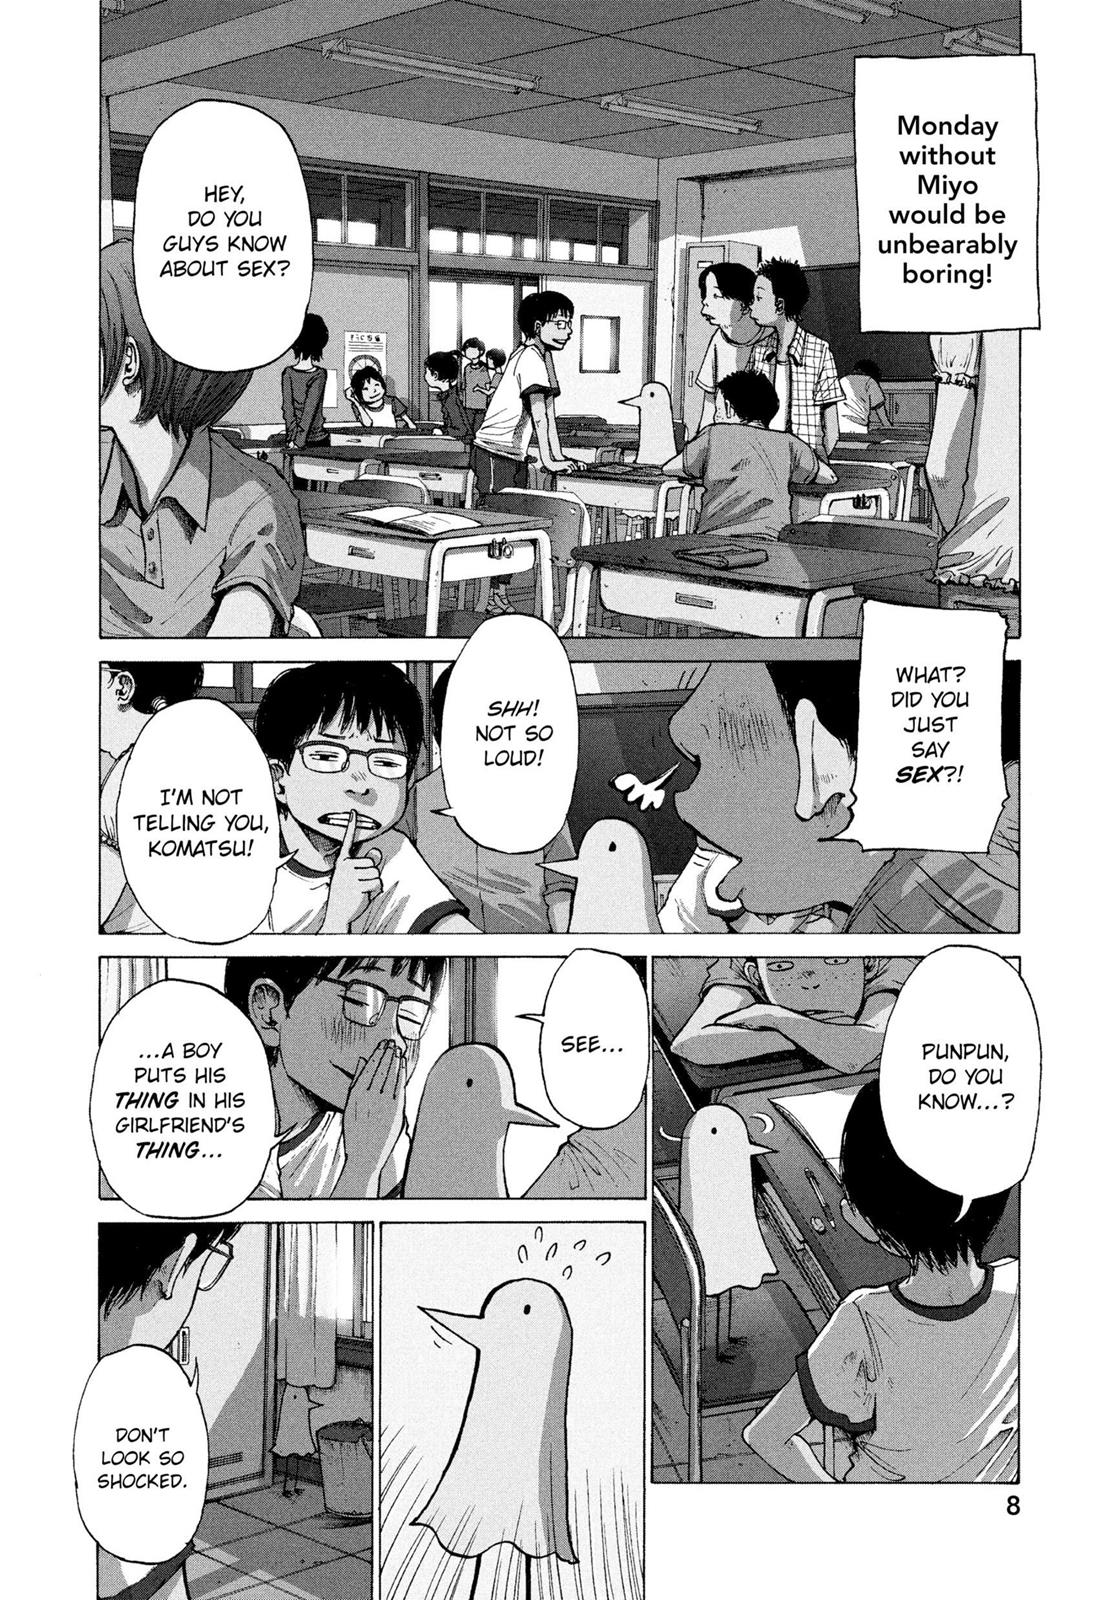 Monday
without
Miyo
would be
unbearably
boring!
HEY,
DO YOU
GUYS KNOW
ABOUT SEX?
WHAT?
DID YOU
JUST
SAY
SEX?!
SHH!
NOT SO
LOUD!
I'M NOT
TELLING YOU,
KOMATSU!
PUNPUN,
DO YOU
KNOW...?
SEE...
...A BOY
PUTS HIS
THING IN HIS
GIRLFRIEND'S
THING...
DON'T
LOOK SO
SHOCKED.
8